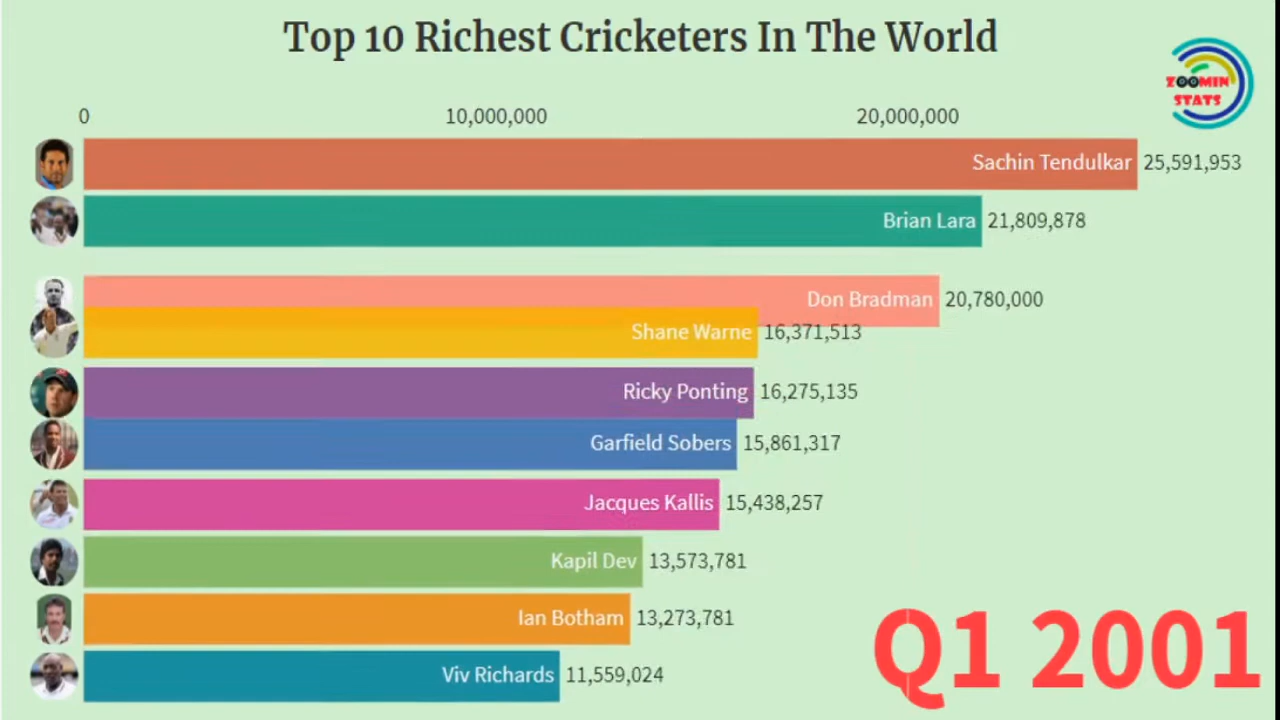 Top 10 Richest Cricketers In The World
ZOOMIN
STATS
0 10,000,000 20,000,000
Sachin Tendulkar 25,591,953
Brian Lara 21,809,878
Don Bradman 20,780,000
Shane Warne 16,371,513
Ricky Ponting 16,275,135
Garfield Sobers 15,861,317
Jacques Kallis 15,438,257
Kapil Dev 13,573,781
Ian Botham 13,273,781
Viv Richards 11,559,024
Q1 2001